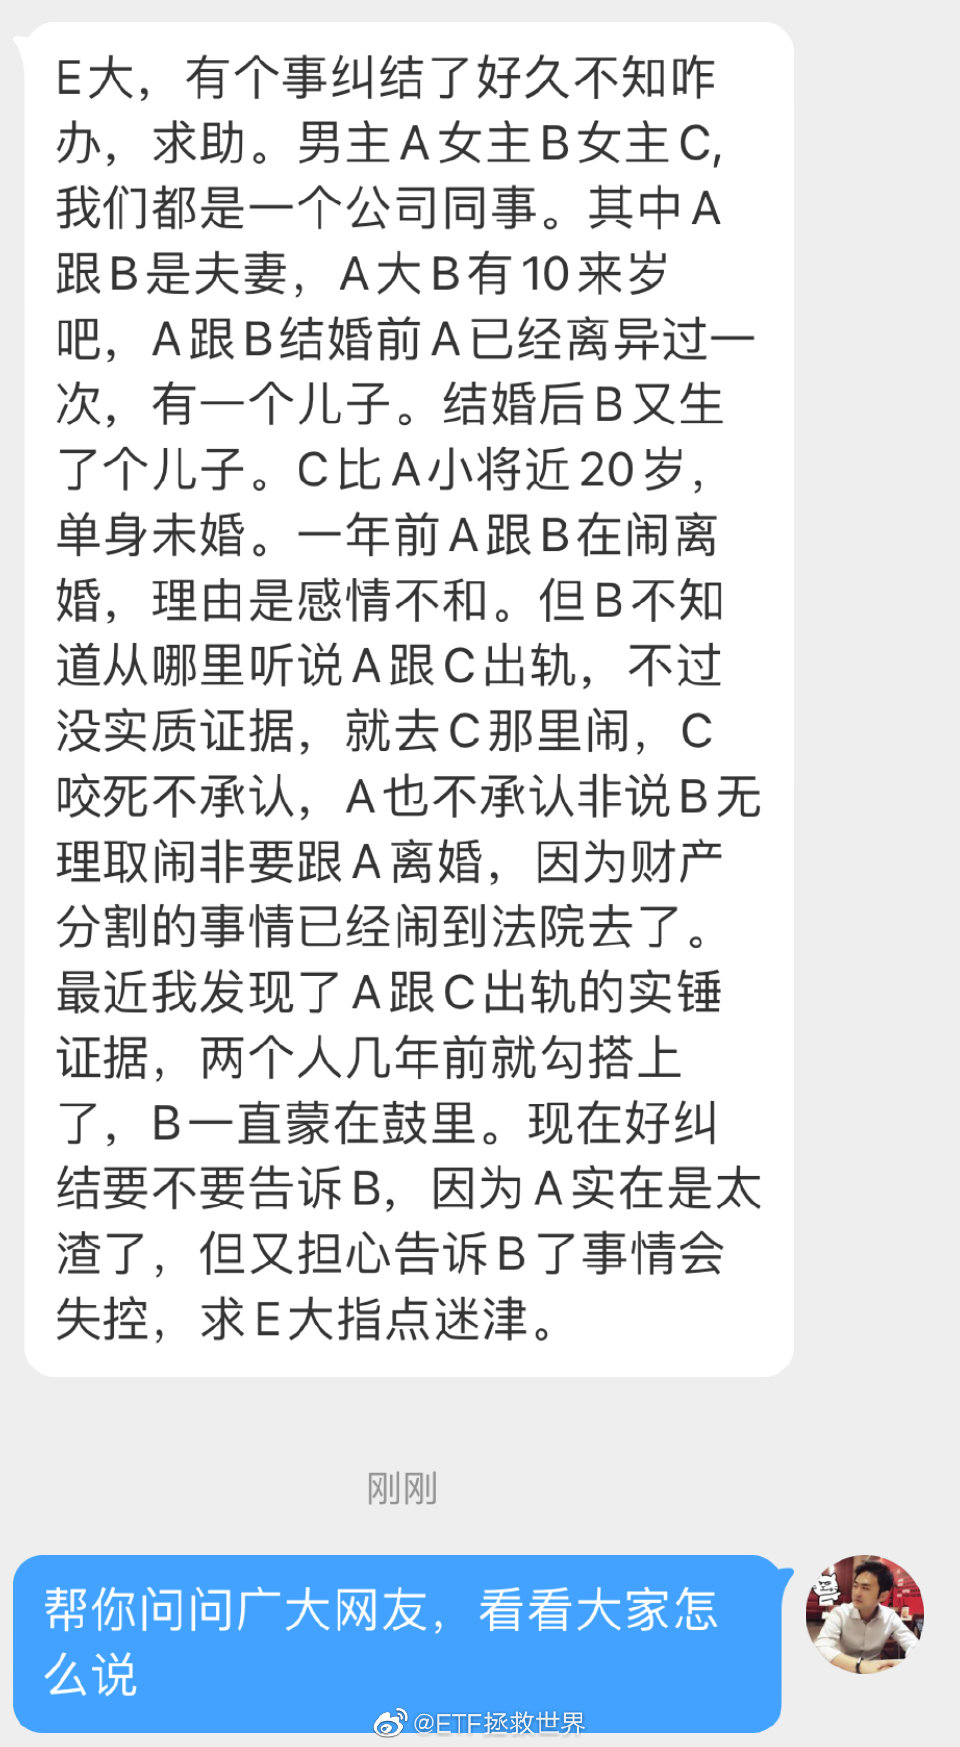 E大，有个事纠结了好久不知咋
办，求助。男主A女主B女主C,
我们都是一个公司同事。其中A
跟B是夫妻，A大B有10来岁
吧，A跟B结婚前A已经离异过一
次，有一个儿子。结婚后B又生
了个儿子。C比A小将近20岁，
单身未婚。一年前A跟B在闹离
婚，理由是感情不和。但B不知
道从哪里听说A跟C出轨，不过
没实质证据，就去C那里闹，C
咬死不承认，A也不承认非说B无
理取闹非要跟A离婚，因为财产
分割的事情已经闹到法院去了。
最近我发现了A跟C出轨的实锤
证据，两个人几年前就勾搭上
了，B一直蒙在鼓里。现在好纠
结要不要告诉B，因为A实在是太
渣了，但又担心告诉B了事情会
失控，求E大指点迷津。
刚刚
帮你问问广大网友，看看大家怎
么说
@ETF拯救世界